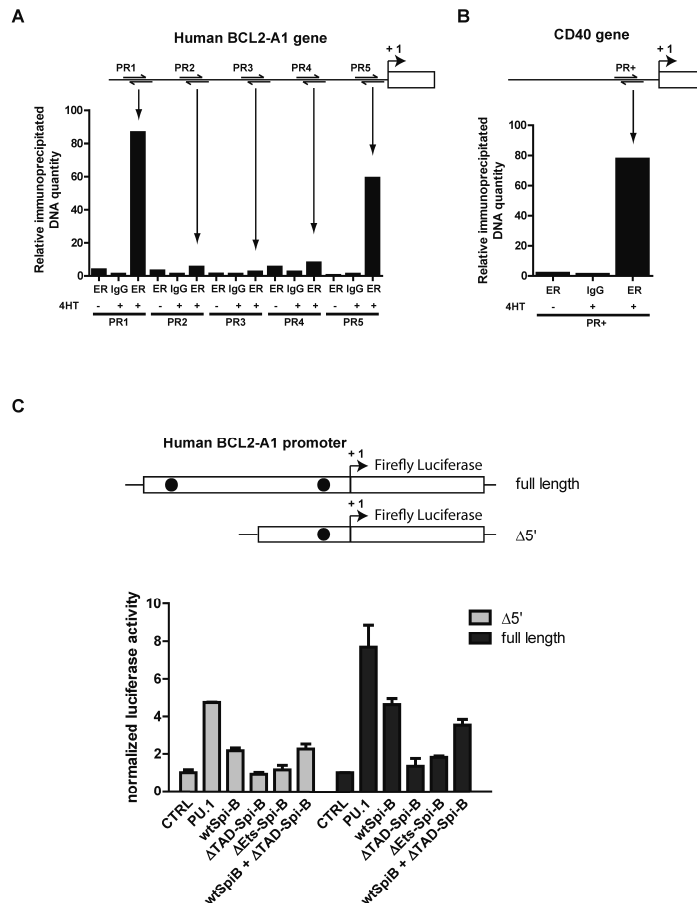 A
Human BCL2-A1 gene
+ 1
PR1 PR2 PR3 PR4 PR5
Relative immunoprecipitated
DNA quantity
100
80
60
40
20
0
ER IgG ER ER IgG ER ER IgG ER ER IgG ER ER IgG ER
4HT - + + - + + - + + - + + - + +
PR1 PR2 PR3 PR4 PR5
B
CD40 gene
+ 1
PR+
Relative immunoprecipitated
DNA quantity
100
80
60
40
20
0
ER IgG ER
4HT - + +
PR+
C
Human BCL2-A1 promoter
+ 1
Firefly Luciferase
full length
+ 1
Firefly Luciferase
Δ5'
normalized luciferase activity
10
8
6
4
2
0
Δ5'
full length
CTRL
PU.1
wtSpi-B
ΔTAD-Spi-B
ΔEts-Spi-B
wtSpiB + ΔTAD-Spi-B
CTRL
PU.1
wtSpi-B
ΔTAD-Spi-B
ΔEts-Spi-B
wtSpiB + ΔTAD-Spi-B